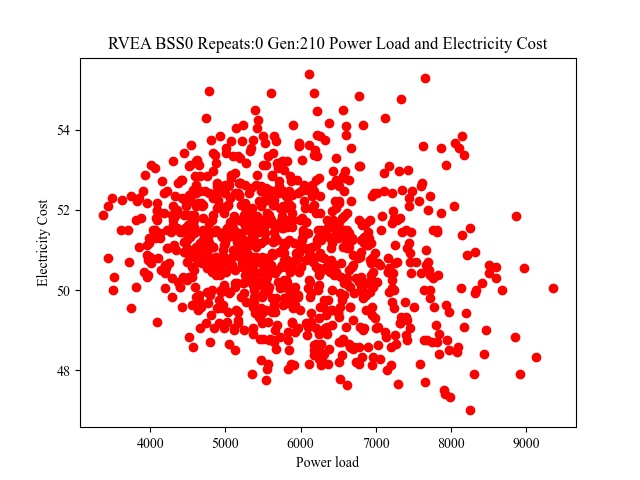 RVEA BSS0 Repeats:0 Gen:210 Power Load and Electricity Cost
54
52
50
48
Electricity Cost
4000 5000 6000 7000 8000 9000
Power load